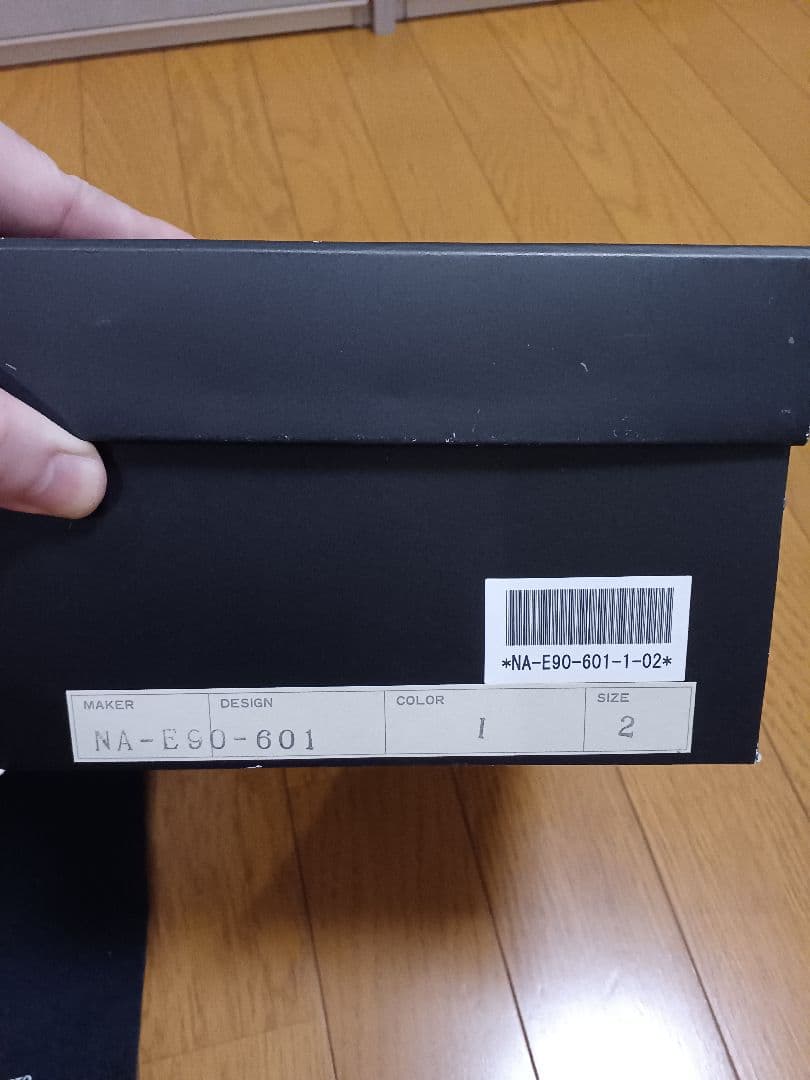 *NA-E90-601-1-02*
MAKER DESIGN COLOR SIZE
NA-E90-601 1 2